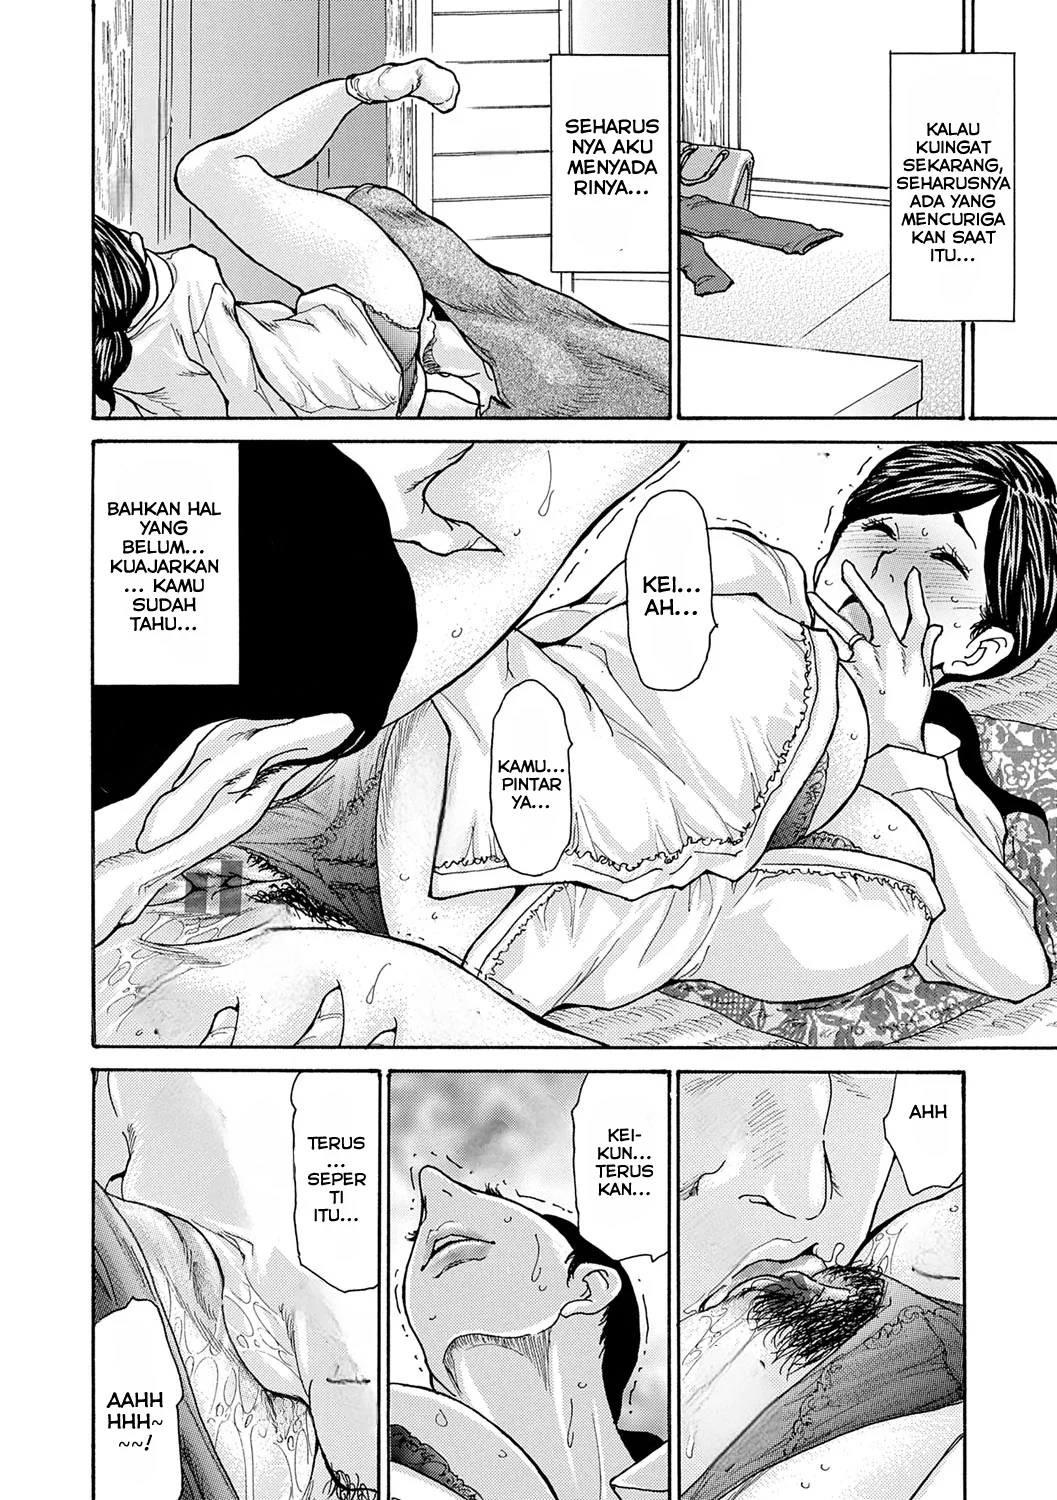 KALAU
KUINGAT
SEKARANG,
SEHARUSNYA
ADA YANG
MENCURIGA
KAN SAAT
ITU...
SEHARUS
NYA AKU
MENYADA
RINYA...
KEI...
AH...
KAMU...
PINTAR
YA...
BAHKAN HAL
YANG
BELUM...
KUAJARKAN
... KAMU
SUDAH
TAHU...
AHH
KEI-
KUN...
TERUS
KAN...
TERUS
...
SEPER
TI
ITU...
AAHH
HHH~
~~!